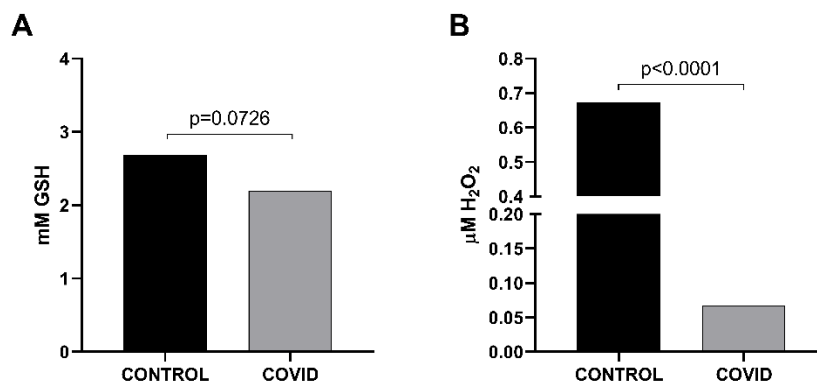 A
mM GSH
4
3
2
1
0
p=0.0726
CONTROL
COVID
B
μM H₂O₂
0.8
0.7
0.6
0.5
0.4
0.20
0.15
0.10
0.05
0.00
p<0.0001
CONTROL
COVID